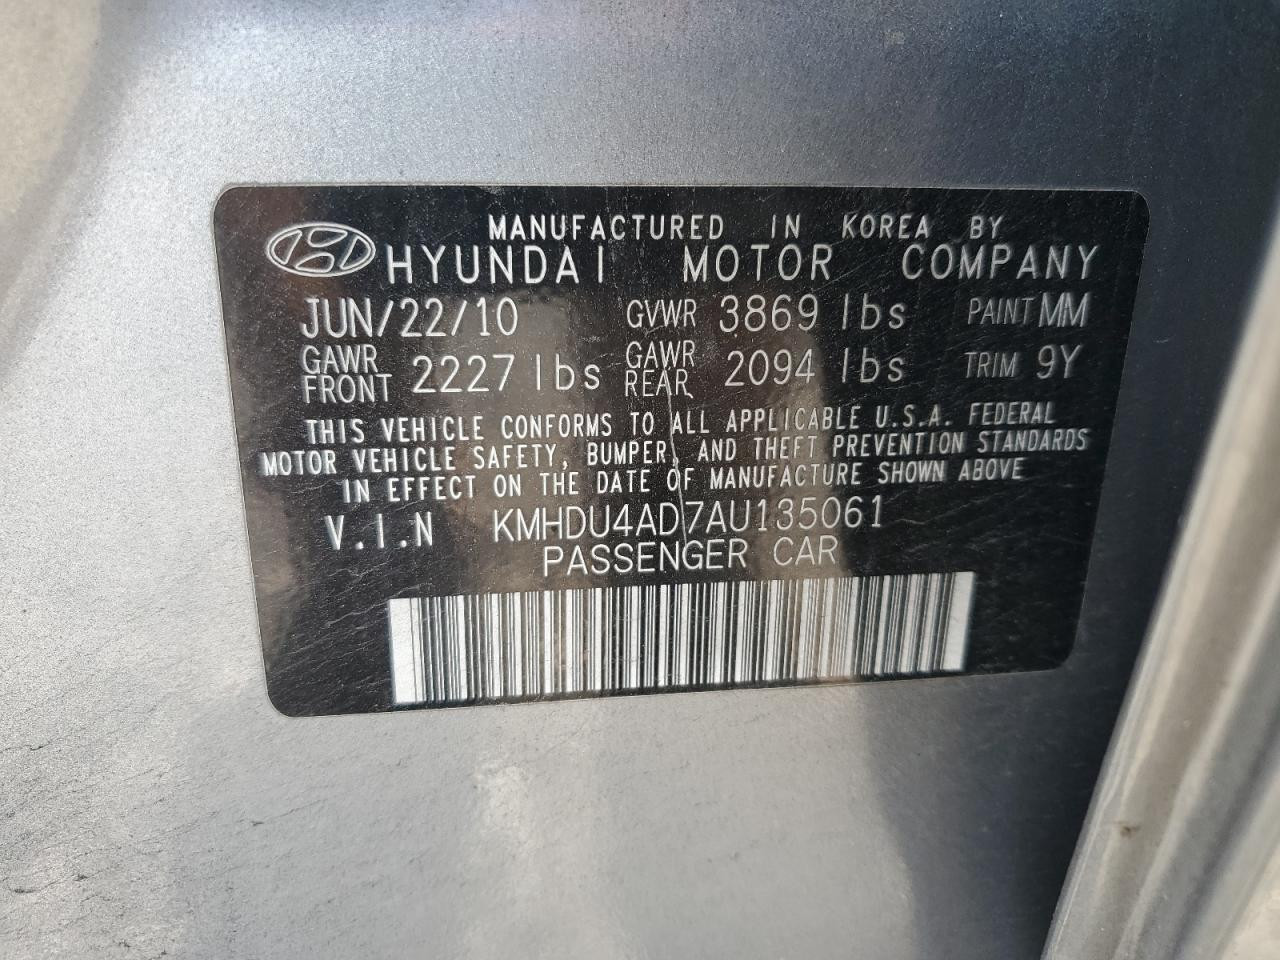 MANUFACTURED IN KOREA BY
HYUNDAI MOTOR COMPANY
JUN/22/10 GVWR 3869 lbs PAINT MM
GAWR FRONT 2227 lbs GAWR REAR 2094 lbs TRIM 9Y
THIS VEHICLE CONFORMS TO ALL APPLICABLE U.S.A. FEDERAL
MOTOR VEHICLE SAFETY, BUMPER, AND THEFT PREVENTION STANDARDS
IN EFFECT ON THE DATE OF MANUFACTURE SHOWN ABOVE
V.I.N KMHDU4AD7AU135061
PASSENGER CAR